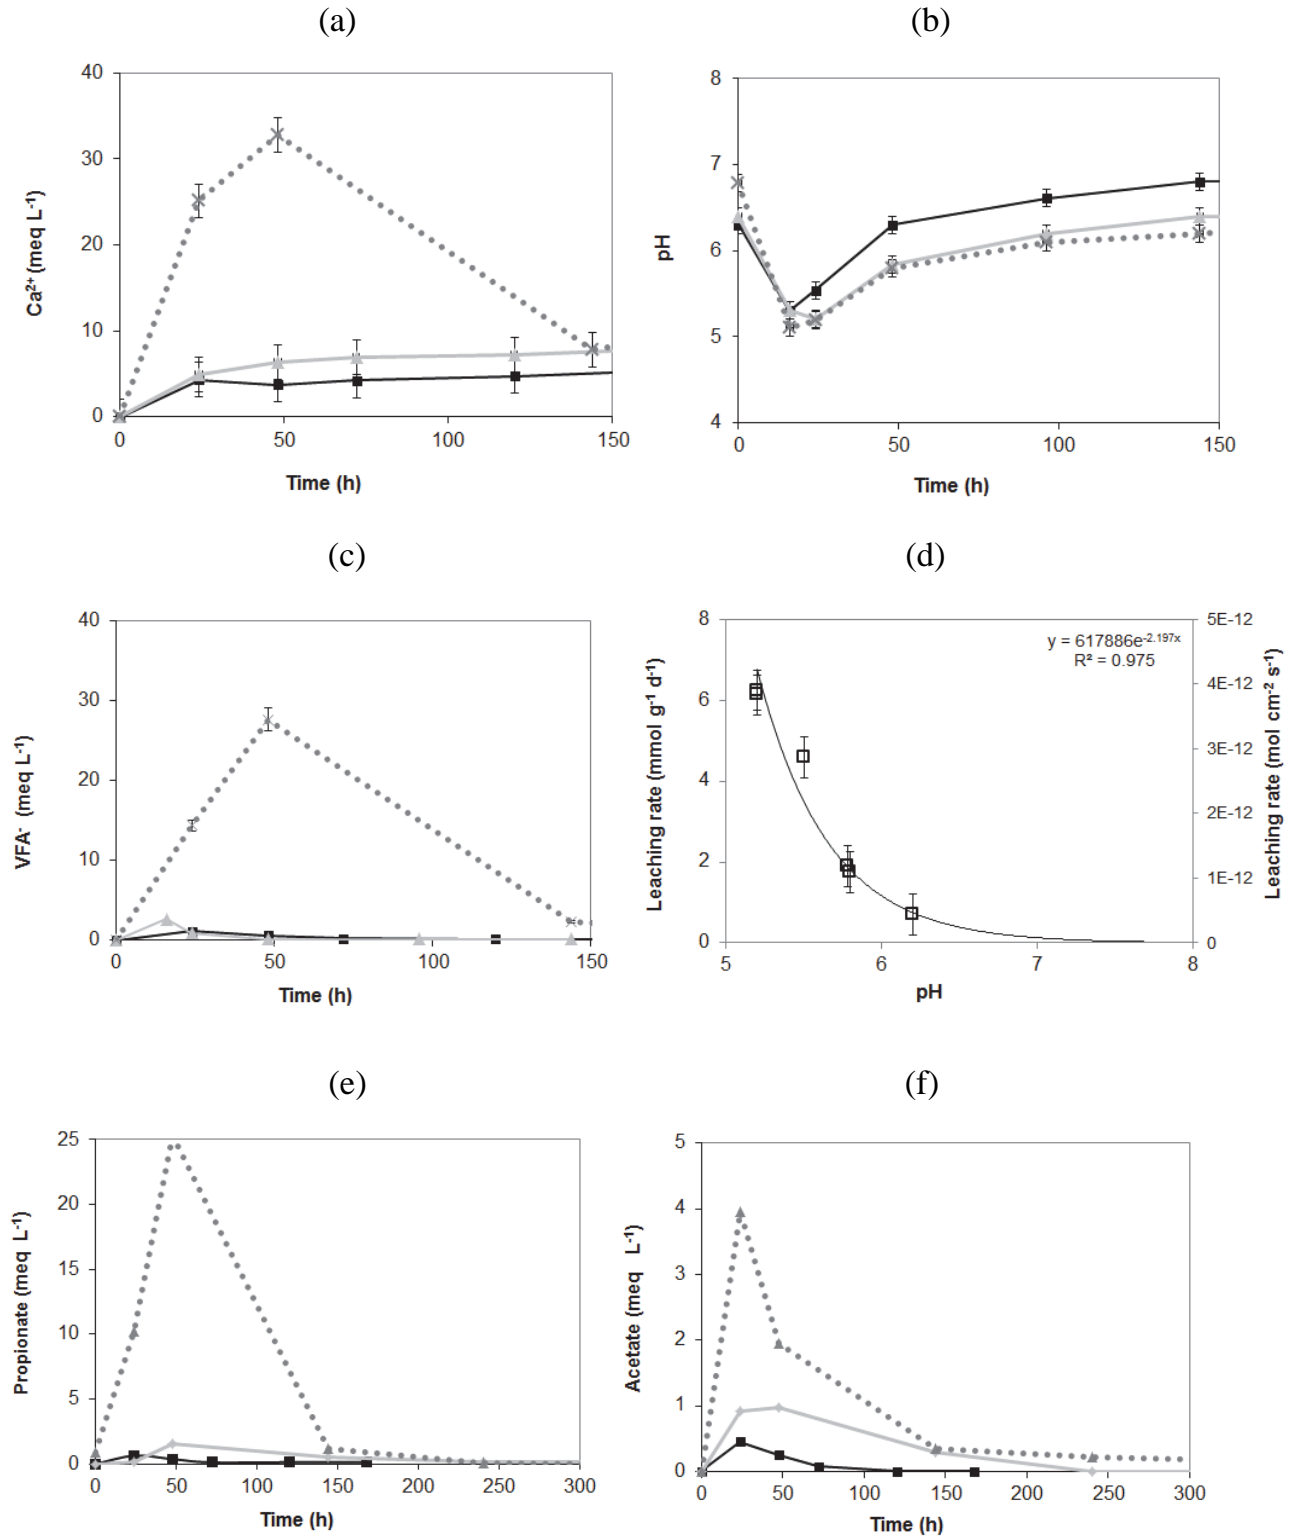 (a)
40
30
20
10
0
0
50
100
150
Ca²⁺ (meq L⁻¹)
Time (h)
(b)
8
7
6
5
4
0
50
100
150
pH
Time (h)
(c)
40
30
20
10
0
0
50
100
150
VFA⁻ (meq L⁻¹)
Time (h)
(d)
8
6
4
2
0
5
6
7
8
5E-12
4E-12
3E-12
2E-12
1E-12
0
y = 617886e⁻²·¹⁹⁷ˣ
R² = 0.975
Leaching rate (mmol g⁻¹ d⁻¹)
Leaching rate (mol cm⁻² s⁻¹)
pH
(e)
25
20
15
10
5
0
0
50
100
150
200
250
300
Propionate (meq L⁻¹)
Time (h)
(f)
5
4
3
2
1
0
0
50
100
150
200
250
300
Acetate (meq L⁻¹)
Time (h)